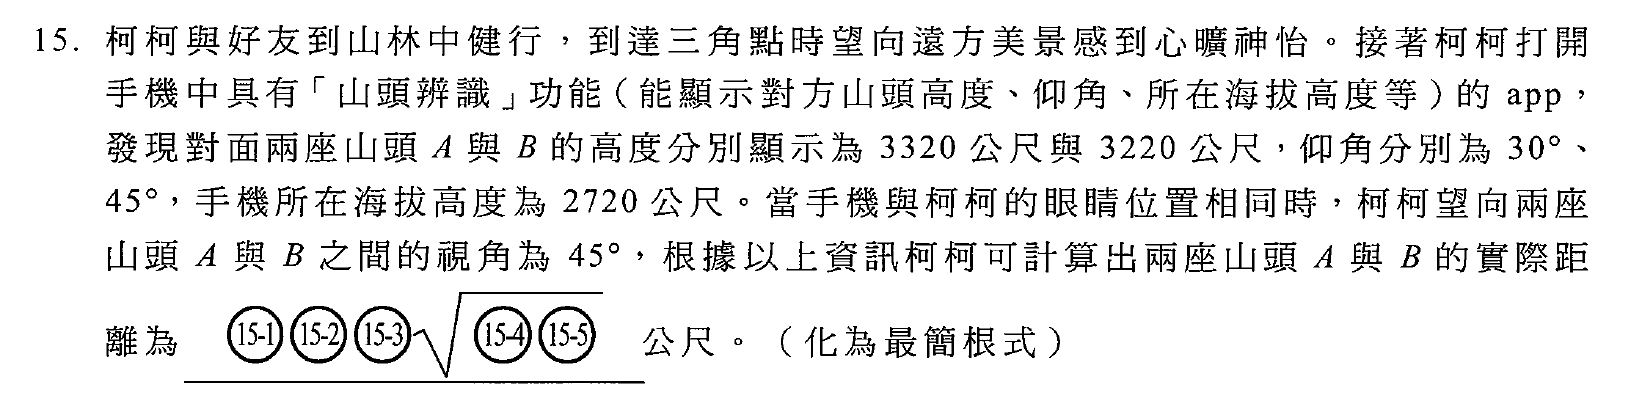 15. 柯柯與好友到山林中健行，到達三角點時望向遠方美景感到心曠神怡。接著柯柯打開
手機中具有「山頭辨識」功能（能顯示對方山頭高度、仰角、所在海拔高度等）的 app，
發現對面兩座山頭 A 與 B 的高度分別顯示為 3320 公尺與 3220 公尺，仰角分別為 30°、
45°，手機所在海拔高度為 2720 公尺。當手機與柯柯的眼睛位置相同時，柯柯望向兩座
山頭 A 與 B 之間的視角為 45°，根據以上資訊柯柯可計算出兩座山頭 A 與 B 的實際距
離為 (15-1)(15-2)(15-3)√(15-4)(15-5) 公尺。（化為最簡根式）